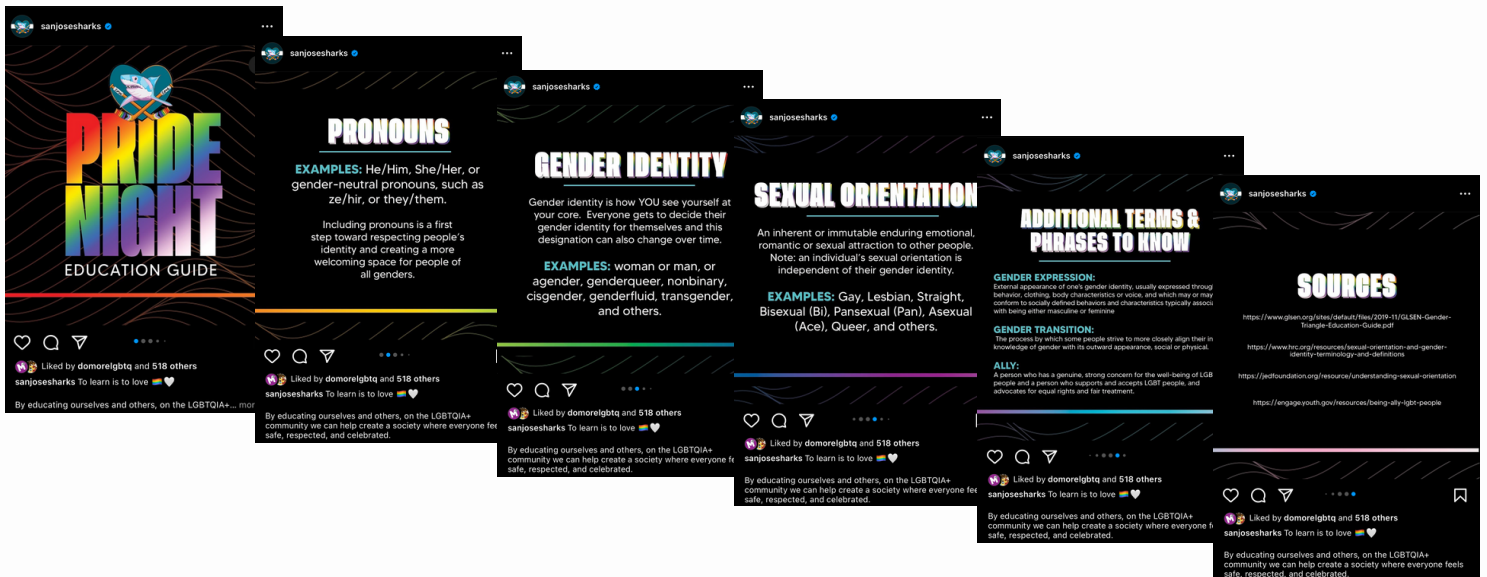 sanjosesharks
PRIDE
NIGHT
EDUCATION GUIDE
Liked by domorelgbtq and 518 others
sanjosesharks To learn is to love 🏳️‍🌈🤍
By educating ourselves and others, on the LGBTQIA+... mor
sanjosesharks
PRONOUNS
EXAMPLES: He/Him, She/Her, or
gender-neutral pronouns, such as
ze/hir, or they/them.
Including pronouns is a first
step toward respecting people's
identity and creating a more
welcoming space for people of
all genders.
Liked by domorelgbtq and 518 others
sanjosesharks To learn is to love 🏳️‍🌈🤍
By educating ourselves and others, on the LGBTQIA+
community we can help create a society where everyone fee
safe, respected, and celebrated.
sanjosesharks
GENDER IDENTITY
Gender identity is how YOU see yourself at
your core. Everyone gets to decide their
gender identity for themselves and this
designation can also change over time.
EXAMPLES: woman or man, or
agender, genderqueer, nonbinary,
cisgender, genderfluid, transgender,
and others.
Liked by domorelgbtq and 518 others
sanjosesharks To learn is to love 🏳️‍🌈🤍
By educating ourselves and others, on the LGBTQIA+
community we can help create a society where everyone fe
safe, respected, and celebrated.
sanjosesharks
SEXUAL ORIENTATION
An inherent or immutable enduring emotional,
romantic or sexual attraction to other people.
Note: an individual's sexual orientation is
independent of their gender identity.
EXAMPLES: Gay, Lesbian, Straight,
Bisexual (Bi), Pansexual (Pan), Asexual
(Ace), Queer, and others.
Liked by domorelgbtq and 518 others
sanjosesharks To learn is to love 🏳️‍🌈🤍
By educating ourselves and others, on the LGBTQIA+
community we can help create a society where everyone fee
safe, respected, and celebrated.
sanjosesharks
ADDITIONAL TERMS &
PHRASES TO KNOW
GENDER EXPRESSION:
External appearance of one's gender identity, usually expressed throug
behavior, clothing, body characteristics or voice, and which may or may
conform to socially defined behaviors and characteristics typically associa
with being either masculine or feminine
GENDER TRANSITION:
The process by which some people strive to more closely align their in
knowledge of gender with its outward appearance, social or physical.
ALLY:
A person who has a genuine, strong concern for the well-being of LGB
people and a person who supports and accepts LGBT people, and
advocates for equal rights and fair treatment.
Liked by domorelgbtq and 518 others
sanjosesharks To learn is to love 🏳️‍🌈🤍
By educating ourselves and others, on the LGBTQIA+
community we can help create a society where everyone f
safe, respected, and celebrated.
sanjosesharks
SOURCES
https://www.glsen.org/sites/default/files/2019-11/GLSEN-Gender-
Triangle-Education-Guide.pdf
https://www.hrc.org/resources/sexual-orientation-and-gender-
identity-terminology-and-definitions
https://jedfoundation.org/resource/understanding-sexual-orientation
https://engage.youth.gov/resources/being-ally-lgbt-people
Liked by domorelgbtq and 518 others
sanjosesharks To learn is to love 🏳️‍🌈🤍
By educating ourselves and others, on the LGBTQIA+
community we can help create a society where everyone feels
safe, respected, and celebrated.